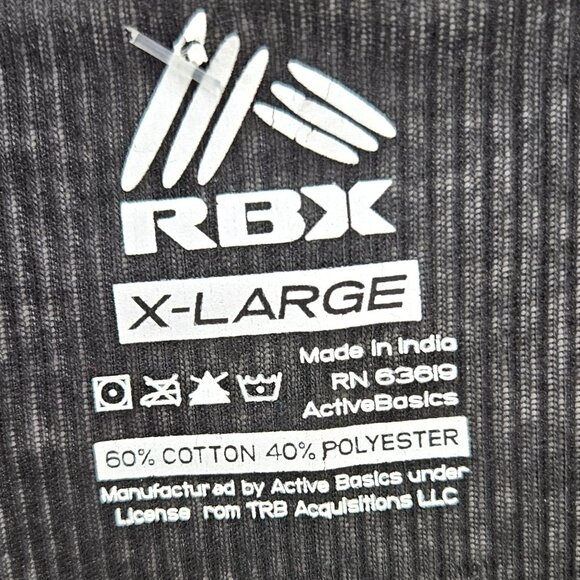 RBX
X-LARGE
Made in India
RN 63619
ActiveBasics
60% COTTON 40% POLYESTER
Manufactured by Active Basics under
License rom TRB Acquisitions LLC